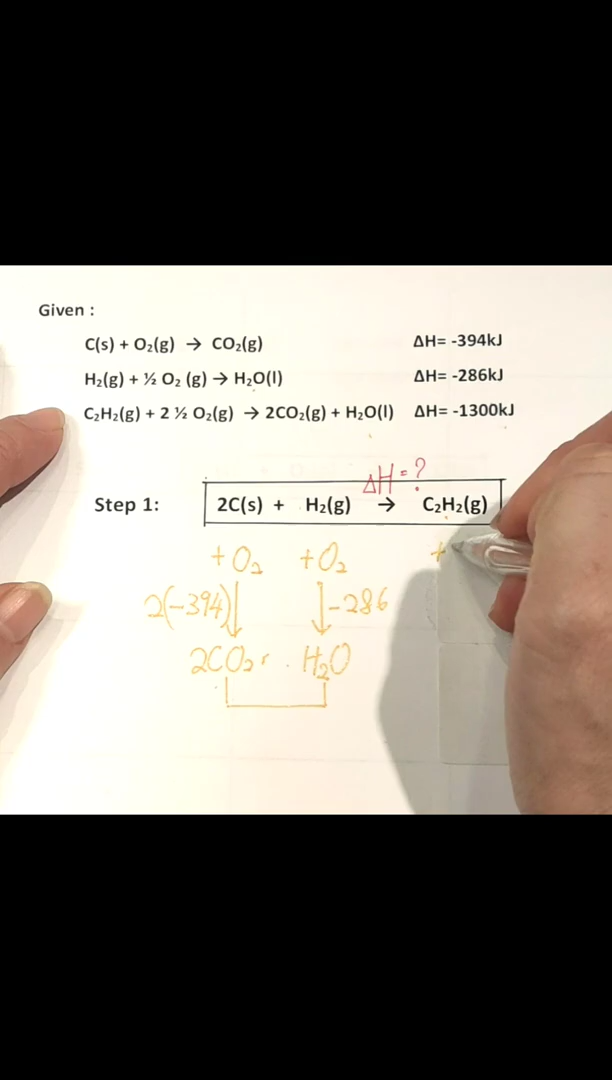 Given :
C(s) + O₂(g) → CO₂(g) ΔH= -394kJ
H₂(g) + ½ O₂ (g) → H₂O(l) ΔH= -286kJ
C₂H₂(g) + 2 ½ O₂(g) → 2CO₂(g) + H₂O(l) ΔH= -1300kJ
ΔH = ?
Step 1: 2C(s) + H₂(g) → C₂H₂(g)
+ O₂ + O₂ +
2(-394) ↓ ↓ -286
2CO₂ H₂O